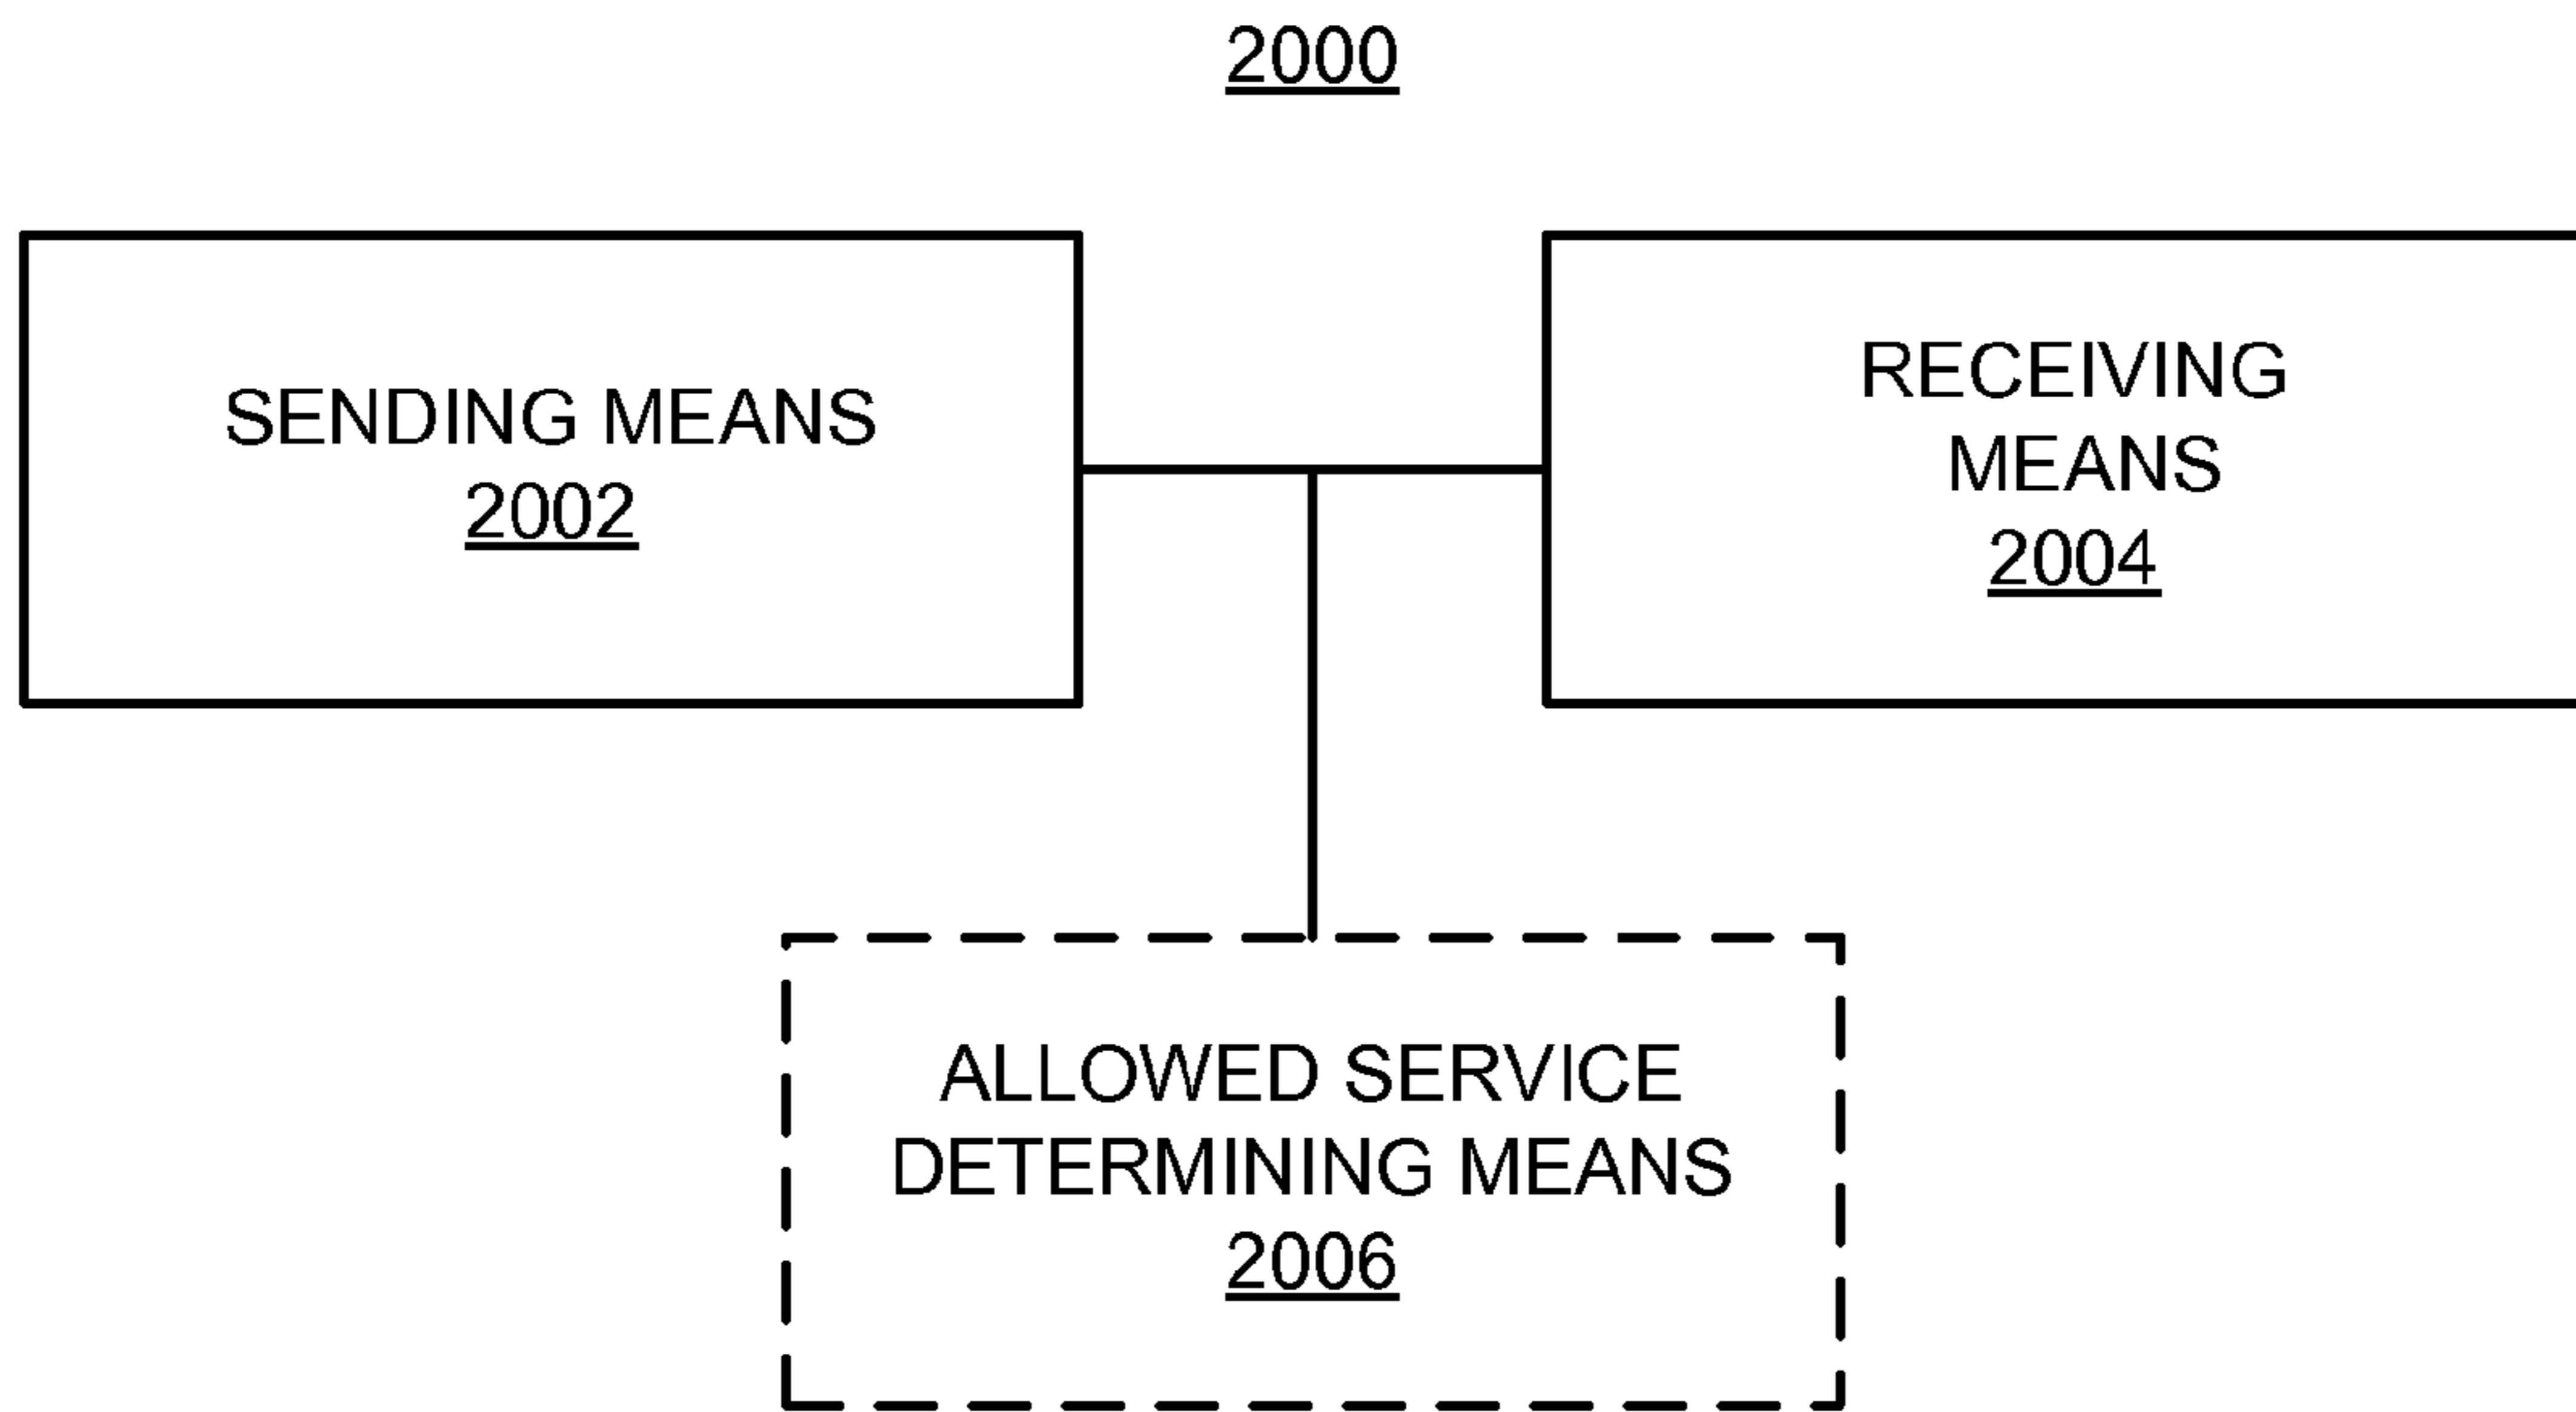 2000
SENDING MEANS
2002
RECEIVING
MEANS
2004
ALLOWED SERVICE
DETERMINING MEANS
2006